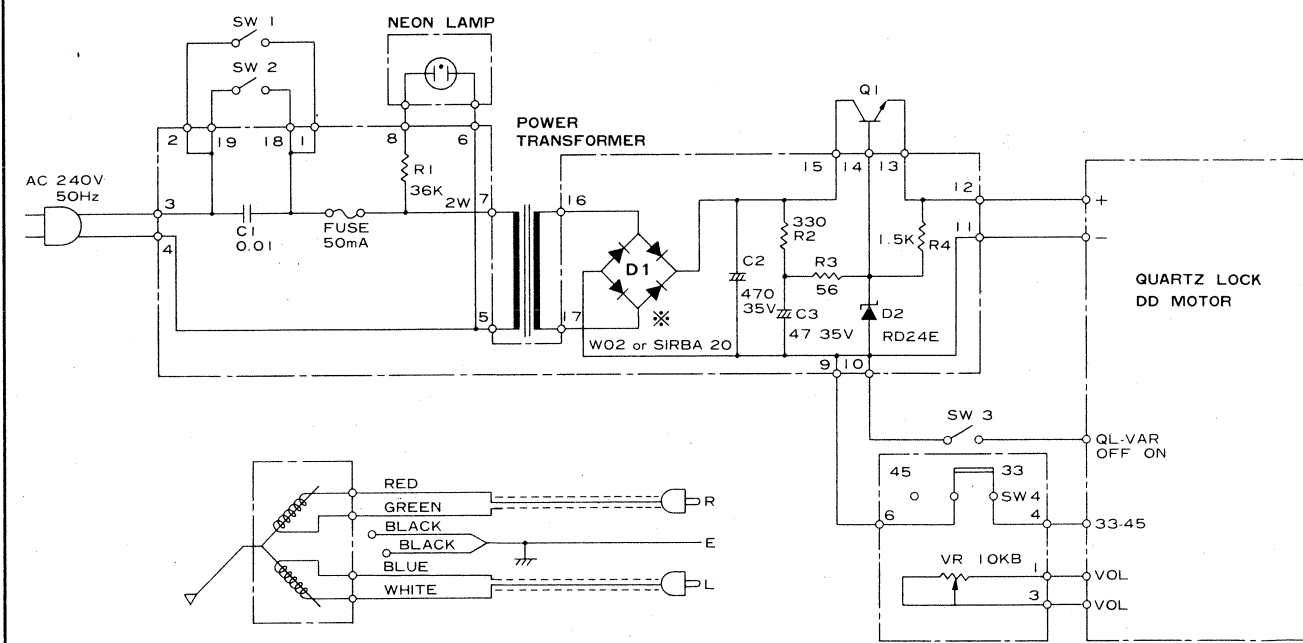 SW 1
NEON LAMP
SW 2
Q1
2
19
18
1
8
6
POWER
TRANSFORMER
15
14
13
R1
36K
2W
AC 240V
50Hz
3
4
C1
0.01
FUSE
50mA
7
5
16
17
D1
※
W02 or SIRBA 20
C2
470
35V
330
R2
R3
56
C3
47 35V
1.5K
R4
D2
RD24E
12
11
+
−
9
10
QUARTZ LOCK
DD MOTOR
SW 3
QL-VAR
OFF ON
45
33
SW4
6
4
33-45
VR 10KB
1
VOL
3
VOL
RED
GREEN
R
BLACK
BLACK
E
BLUE
WHITE
L